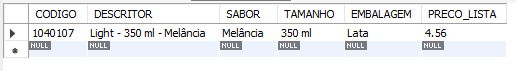 CODIGO DESCRITOR SABOR TAMANHO EMBALAGEM PRECO_LISTA
1040107 Light - 350 ml - Melância Melância 350 ml Lata 4.56
NULL NULL NULL NULL NULL NULL